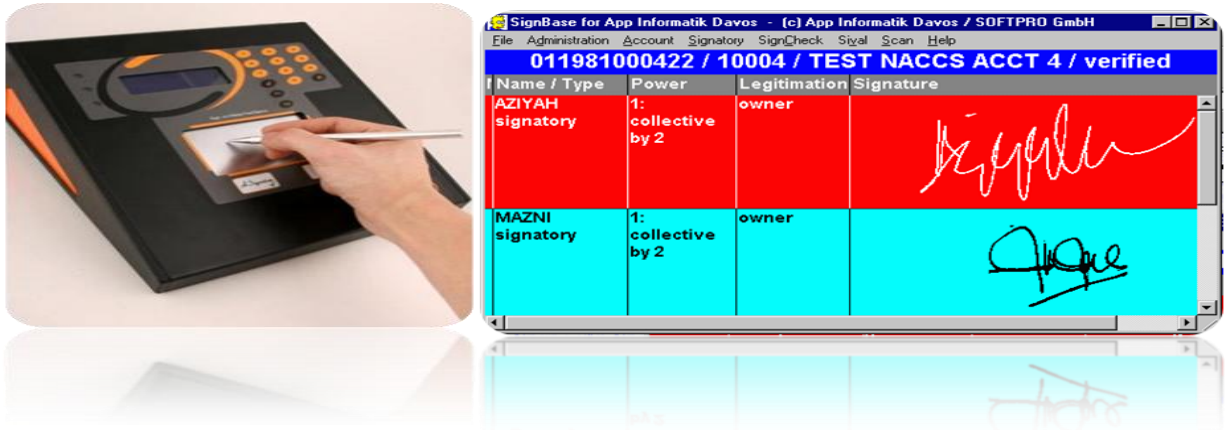 SignBase for App Informatik Davos - (c) App Informatik Davos / SOFTPRO GmbH
File Administration Account Signatory SignCheck Sival Scan Help
011981000422 / 10004 / TEST NACCS ACCT 4 / verified
Name / Type Power Legitimation Signature
AZIYAH 1: owner
signatory collective
by 2
MAZNI 1: owner
signatory collective
by 2